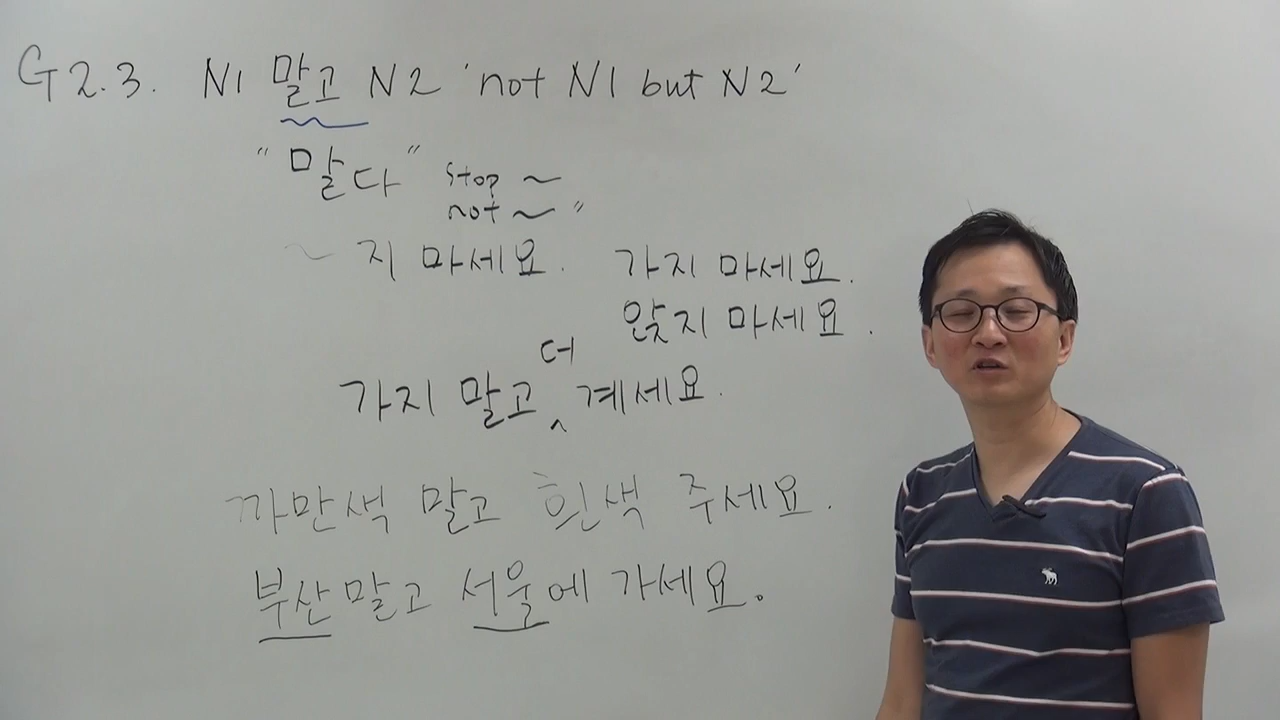 G2.3. N1 말고 N2 'not N1 but N2'
"말다" stop ~
not ~"
~지 마세요. 가지 마세요.
앉지 마세요.
더
가지 말고 ^ 계세요.
까만색 말고 흰색 주세요.
부산말고 서울에 가세요.